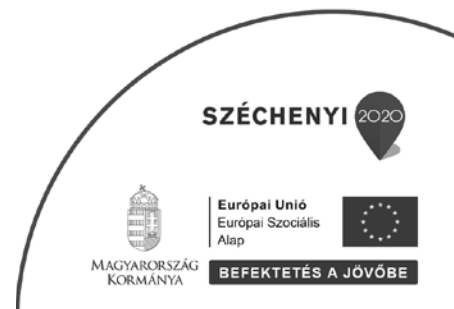 SZÉCHENYI 2020
Európai Unió
Európai Szociális
Alap
MAGYARORSZÁG
KORMÁNYA
BEFEKTETÉS A JÖVŐBE